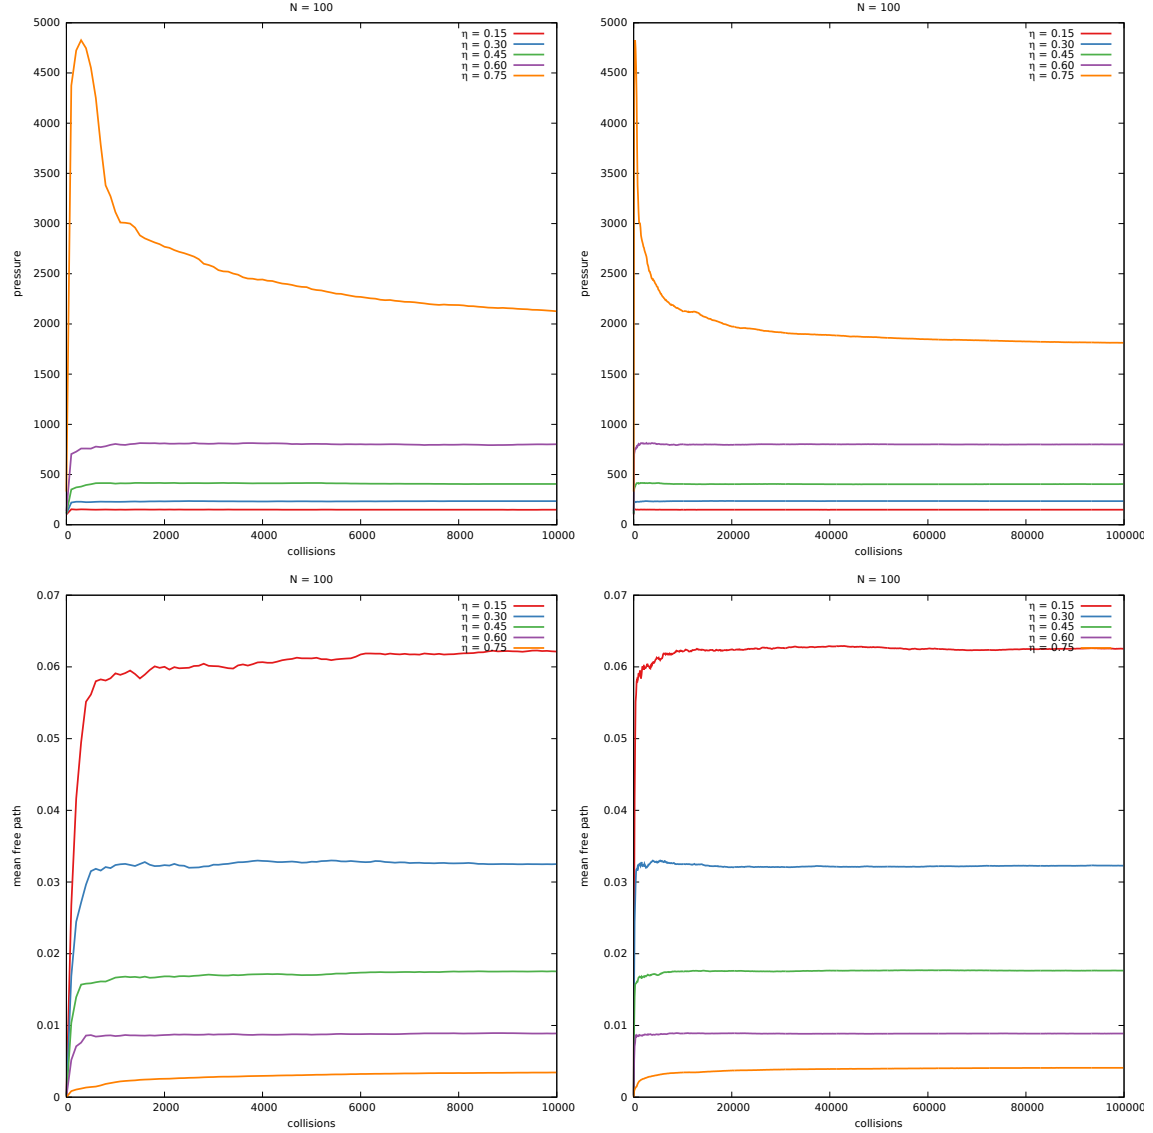 N = 100
pressure
5000
4500
4000
3500
3000
2500
2000
1500
1000
500
0
η = 0.15
η = 0.30
η = 0.45
η = 0.60
η = 0.75
0 2000 4000 6000 8000 10000
collisions
N = 100
pressure
5000
4500
4000
3500
3000
2500
2000
1500
1000
500
0
η = 0.15
η = 0.30
η = 0.45
η = 0.60
η = 0.75
0 20000 40000 60000 80000 100000
collisions
N = 100
mean free path
0.07
0.06
0.05
0.04
0.03
0.02
0.01
0
η = 0.15
η = 0.30
η = 0.45
η = 0.60
η = 0.75
0 2000 4000 6000 8000 10000
collisions
N = 100
mean free path
0.07
0.06
0.05
0.04
0.03
0.02
0.01
0
η = 0.15
η = 0.30
η = 0.45
η = 0.60
η = 0.75
0 20000 40000 60000 80000 100000
collisions